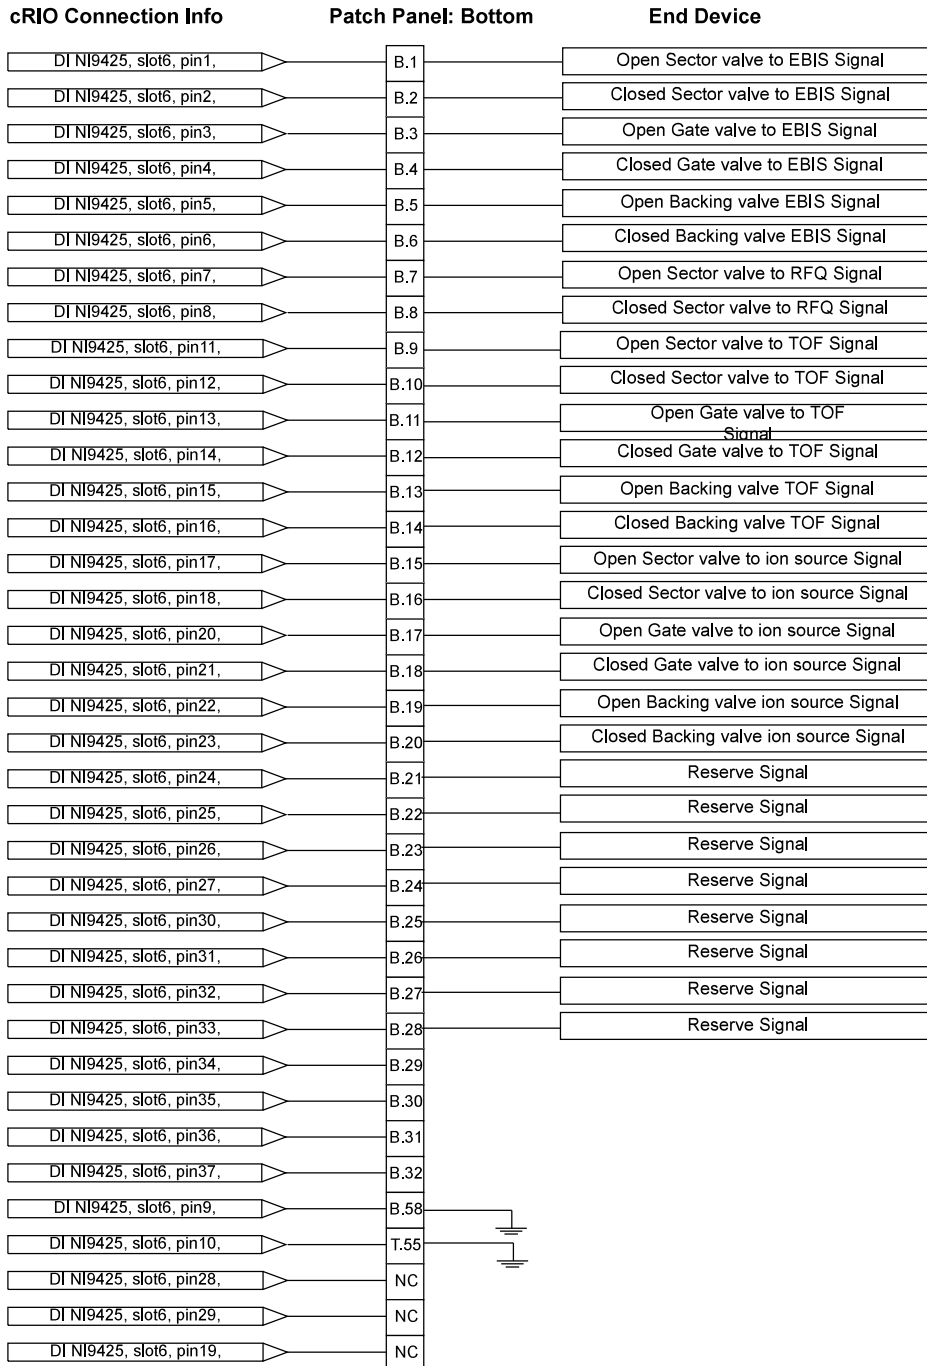 cRIO Connection Info Patch Panel: Bottom End Device
DI NI9425, slot6, pin1, B.1 Open Sector valve to EBIS Signal
DI NI9425, slot6, pin2, B.2 Closed Sector valve to EBIS Signal
DI NI9425, slot6, pin3, B.3 Open Gate valve to EBIS Signal
DI NI9425, slot6, pin4, B.4 Closed Gate valve to EBIS Signal
DI NI9425, slot6, pin5, B.5 Open Backing valve EBIS Signal
DI NI9425, slot6, pin6, B.6 Closed Backing valve EBIS Signal
DI NI9425, slot6, pin7, B.7 Open Sector valve to RFQ Signal
DI NI9425, slot6, pin8, B.8 Closed Sector valve to RFQ Signal
DI NI9425, slot6, pin11, B.9 Open Sector valve to TOF Signal
DI NI9425, slot6, pin12, B.10 Closed Sector valve to TOF Signal
DI NI9425, slot6, pin13, B.11 Open Gate valve to TOF
Signal
DI NI9425, slot6, pin14, B.12 Closed Gate valve to TOF Signal
DI NI9425, slot6, pin15, B.13 Open Backing valve TOF Signal
DI NI9425, slot6, pin16, B.14 Closed Backing valve TOF Signal
DI NI9425, slot6, pin17, B.15 Open Sector valve to ion source Signal
DI NI9425, slot6, pin18, B.16 Closed Sector valve to ion source Signal
DI NI9425, slot6, pin20, B.17 Open Gate valve to ion source Signal
DI NI9425, slot6, pin21, B.18 Closed Gate valve to ion source Signal
DI NI9425, slot6, pin22, B.19 Open Backing valve ion source Signal
DI NI9425, slot6, pin23, B.20 Closed Backing valve ion source Signal
DI NI9425, slot6, pin24, B.21 Reserve Signal
DI NI9425, slot6, pin25, B.22 Reserve Signal
DI NI9425, slot6, pin26, B.23 Reserve Signal
DI NI9425, slot6, pin27, B.24 Reserve Signal
DI NI9425, slot6, pin30, B.25 Reserve Signal
DI NI9425, slot6, pin31, B.26 Reserve Signal
DI NI9425, slot6, pin32, B.27 Reserve Signal
DI NI9425, slot6, pin33, B.28 Reserve Signal
DI NI9425, slot6, pin34, B.29
DI NI9425, slot6, pin35, B.30
DI NI9425, slot6, pin36, B.31
DI NI9425, slot6, pin37, B.32
DI NI9425, slot6, pin9, B.58
DI NI9425, slot6, pin10, T.55
DI NI9425, slot6, pin28, NC
DI NI9425, slot6, pin29, NC
DI NI9425, slot6, pin19, NC